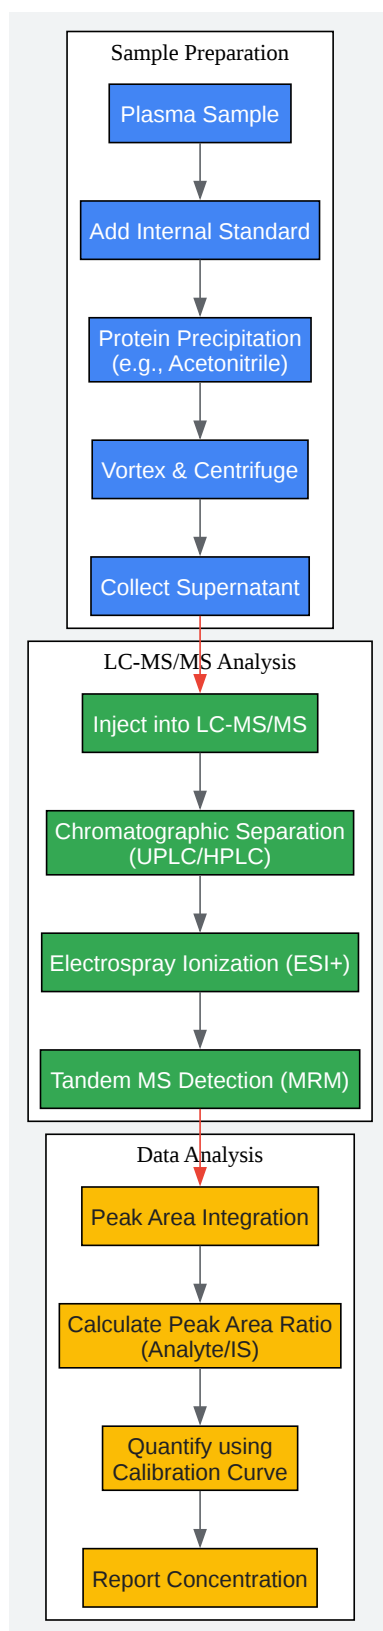 Sample Preparation
Plasma Sample
Add Internal Standard
Protein Precipitation
(e.g., Acetonitrile)
Vortex & Centrifuge
Collect Supernatant
LC-MS/MS Analysis
Inject into LC-MS/MS
Chromatographic Separation
(UPLC/HPLC)
Electrospray Ionization (ESI+)
Tandem MS Detection (MRM)
Data Analysis
Peak Area Integration
Calculate Peak Area Ratio
(Analyte/IS)
Quantify using
Calibration Curve
Report Concentration